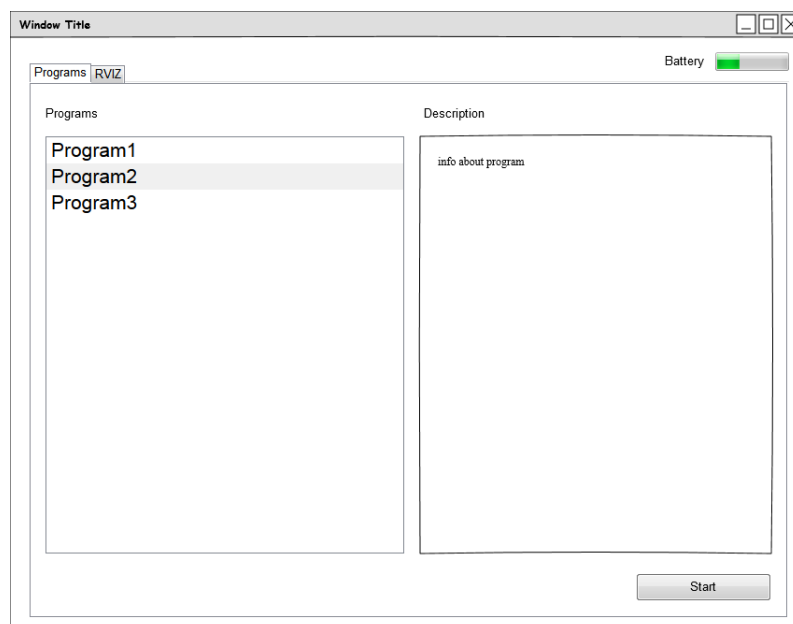 Window Title
Battery
Programs RVIZ
Programs
Description
Program1
Program2
Program3
info about program
Start